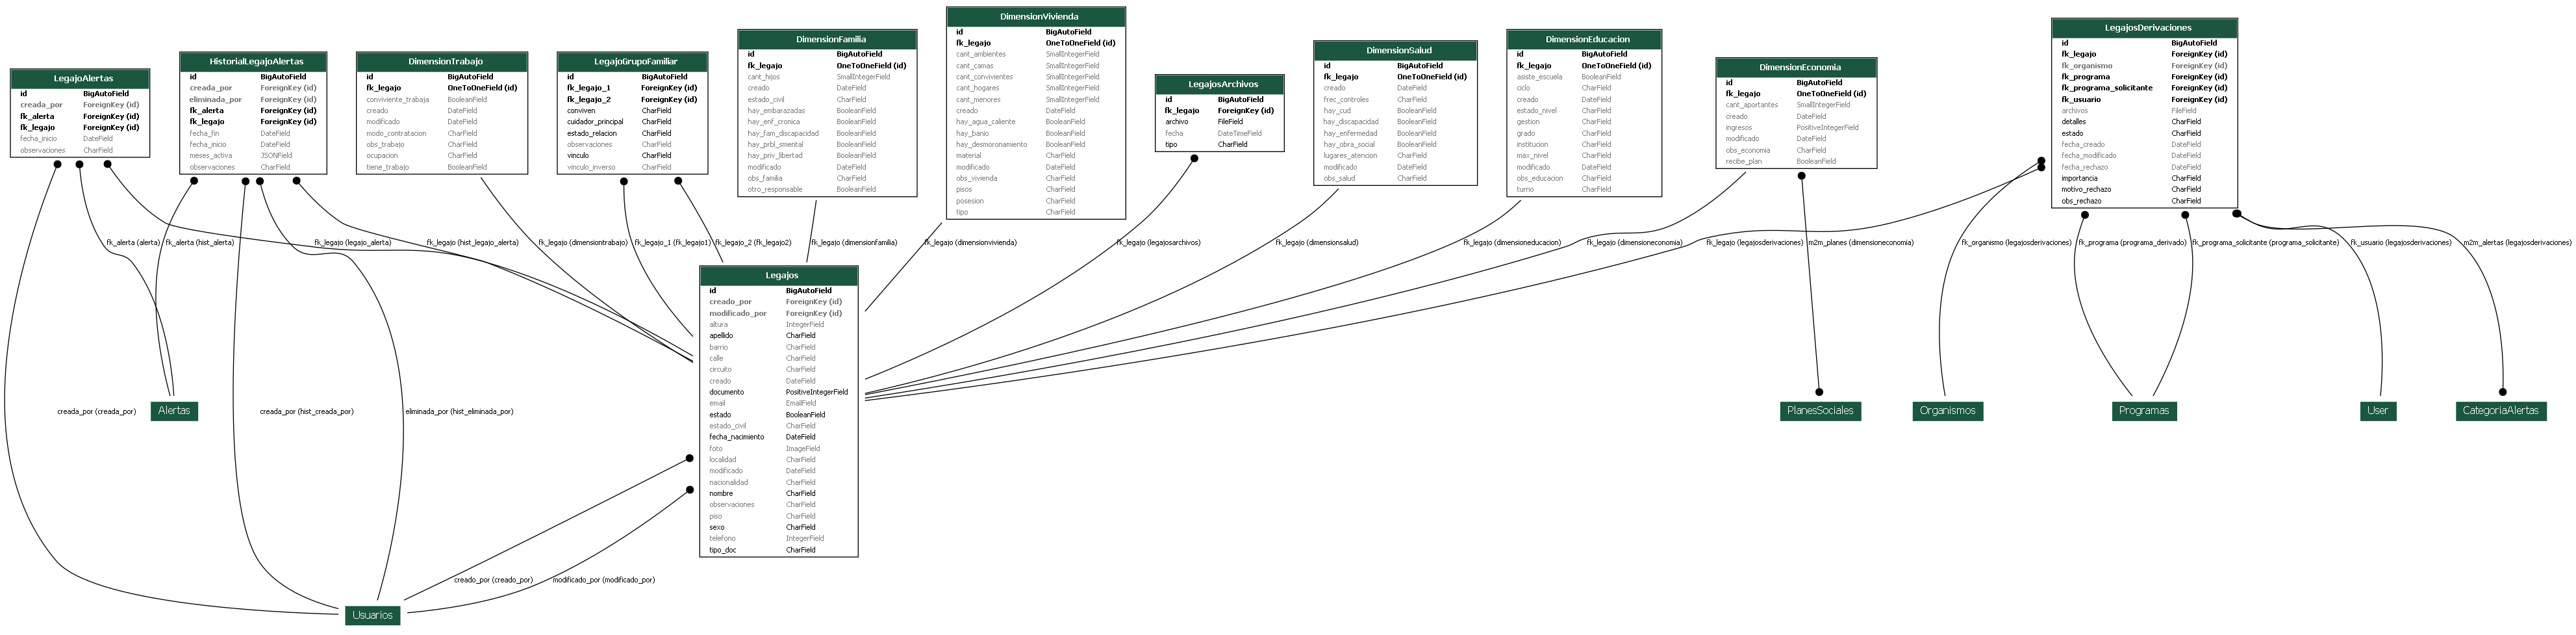 LegajoAlertas
id BigAutoField
creada_por ForeignKey (id)
fk_alerta ForeignKey (id)
fk_legajo ForeignKey (id)
fecha_inicio DateField
observaciones CharField
HistorialLegajoAlertas
id BigAutoField
creada_por ForeignKey (id)
eliminada_por ForeignKey (id)
fk_alerta ForeignKey (id)
fk_legajo ForeignKey (id)
fecha_fin DateField
fecha_inicio DateField
meses_activa JSONField
observaciones CharField
DimensionTrabajo
id BigAutoField
fk_legajo OneToOneField (id)
conviviente_trabaja BooleanField
creado DateField
modificado DateField
modo_contratacion CharField
obs_trabajo CharField
ocupacion CharField
tiene_trabajo BooleanField
LegajoGrupoFamiliar
id BigAutoField
fk_legajo_1 ForeignKey (id)
fk_legajo_2 ForeignKey (id)
conviven CharField
cuidador_principal CharField
estado_relacion CharField
observaciones CharField
vinculo CharField
vinculo_inverso CharField
DimensionFamilia
id BigAutoField
fk_legajo OneToOneField (id)
cant_hijos SmallIntegerField
creado DateField
estado_civil CharField
hay_embarazadas BooleanField
hay_enf_cronica BooleanField
hay_fam_discapacidad BooleanField
hay_prbl_smental BooleanField
hay_priv_libertad BooleanField
modificado DateField
obs_familia CharField
otro_responsable BooleanField
DimensionVivienda
id BigAutoField
fk_legajo OneToOneField (id)
cant_ambientes SmallIntegerField
cant_camas SmallIntegerField
cant_convivientes SmallIntegerField
cant_hogares SmallIntegerField
cant_menores SmallIntegerField
creado DateField
hay_agua_caliente BooleanField
hay_banio BooleanField
hay_desmoronamiento BooleanField
material CharField
modificado DateField
obs_vivienda CharField
pisos CharField
posesion CharField
tipo CharField
LegajosArchivos
id BigAutoField
fk_legajo ForeignKey (id)
archivo FileField
fecha DateTimeField
tipo CharField
DimensionSalud
id BigAutoField
fk_legajo OneToOneField (id)
creado DateField
frec_controles CharField
hay_cud BooleanField
hay_discapacidad BooleanField
hay_enfermedad BooleanField
hay_obra_social BooleanField
lugares_atencion CharField
modificado DateField
obs_salud CharField
DimensionEducacion
id BigAutoField
fk_legajo OneToOneField (id)
asiste_escuela BooleanField
ciclo CharField
creado DateField
estado_nivel CharField
gestion CharField
grado CharField
institucion CharField
max_nivel CharField
modificado DateField
obs_educacion CharField
turno CharField
DimensionEconomia
id BigAutoField
fk_legajo OneToOneField (id)
cant_aportantes SmallIntegerField
creado DateField
ingresos PositiveIntegerField
modificado DateField
obs_economia CharField
recibe_plan BooleanField
LegajosDerivaciones
id BigAutoField
fk_legajo ForeignKey (id)
fk_organismo ForeignKey (id)
fk_programa ForeignKey (id)
fk_programa_solicitante ForeignKey (id)
fk_usuario ForeignKey (id)
archivos FileField
detalles CharField
estado CharField
fecha_creado DateField
fecha_modificado DateField
fecha_rechazo DateField
importancia CharField
motivo_rechazo CharField
obs_rechazo CharField
fk_alerta (alerta)
fk_alerta (hist_alerta)
fk_legajo (legajo_alerta)
fk_legajo (hist_legajo_alerta)
fk_legajo (dimensiontrabajo)
fk_legajo_1 (fk_legajo1)
fk_legajo_2 (fk_legajo2)
fk_legajo (dimensionfamilia)
fk_legajo (dimensionvivienda)
fk_legajo (legajosarchivos)
fk_legajo (dimensionsalud)
fk_legajo (dimensioneducacion)
fk_legajo (dimensioneconomia)
fk_legajo (legajosderivaciones)
m2m_planes (dimensioneconomia)
fk_organismo (legajosderivaciones)
fk_programa (programa_derivado)
fk_programa_solicitante (programa_solicitante)
fk_usuario (legajosderivaciones)
m2m_alertas (legajosderivaciones)
Legajos
id BigAutoField
creado_por ForeignKey (id)
modificado_por ForeignKey (id)
altura IntegerField
apellido CharField
barrio CharField
calle CharField
circuito CharField
creado DateField
documento PositiveIntegerField
email EmailField
estado BooleanField
estado_civil CharField
fecha_nacimiento DateField
foto ImageField
localidad CharField
modificado DateField
nacionalidad CharField
nombre CharField
observaciones CharField
piso CharField
sexo CharField
telefono IntegerField
tipo_doc CharField
creada_por (creada_por)
Alertas
creada_por (hist_creada_por)
eliminada_por (hist_eliminada_por)
PlanesSociales
Organismos
Programas
User
CategoriaAlertas
creado_por (creado_por)
modificado_por (modificado_por)
Usuarios